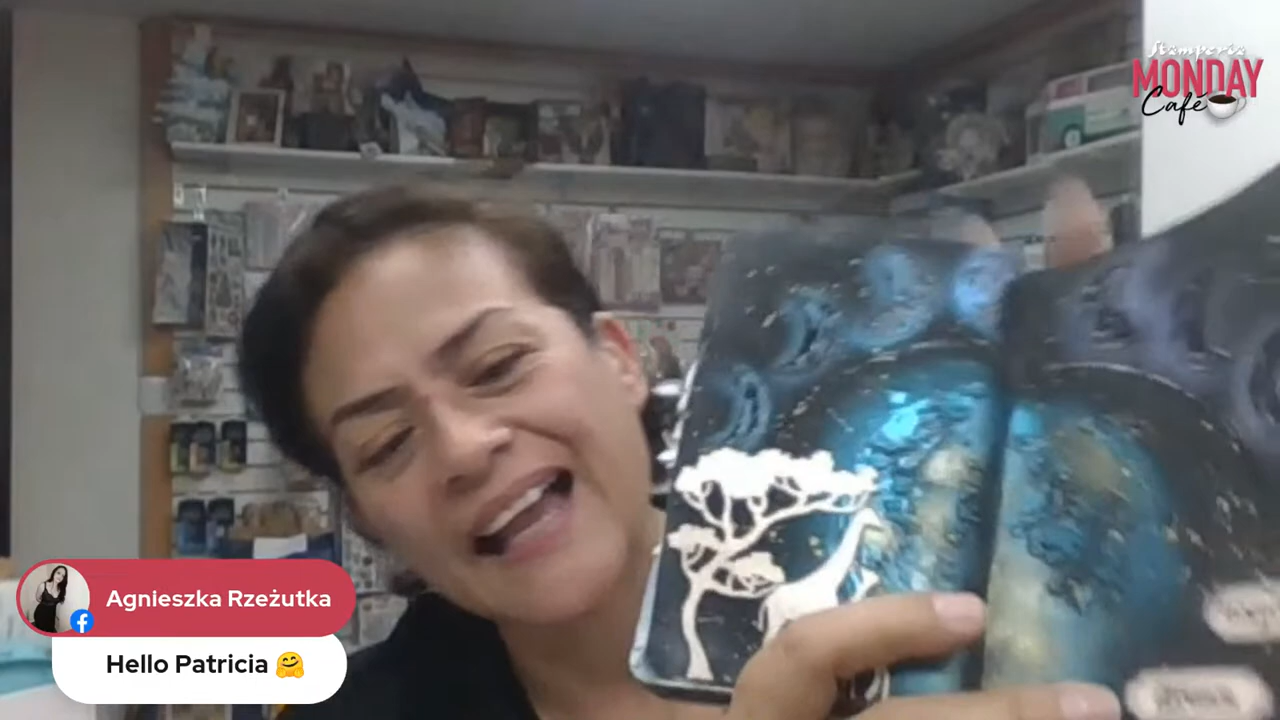 Stamperia
MONDAY
Café
Agnieszka Rzeżutka
Hello Patricia 🤗